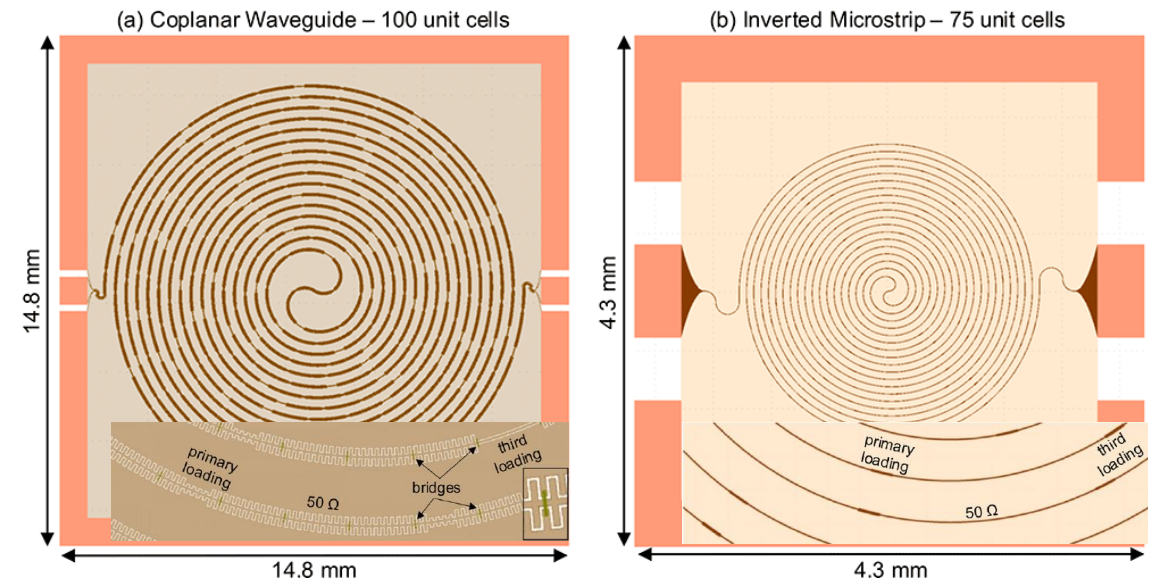 (a) Coplanar Waveguide – 100 unit cells
(b) Inverted Microstrip – 75 unit cells
14.8 mm
4.3 mm
primary
loading
50 Ω
bridges
third
loading
primary
loading
50 Ω
third
loading
14.8 mm
4.3 mm